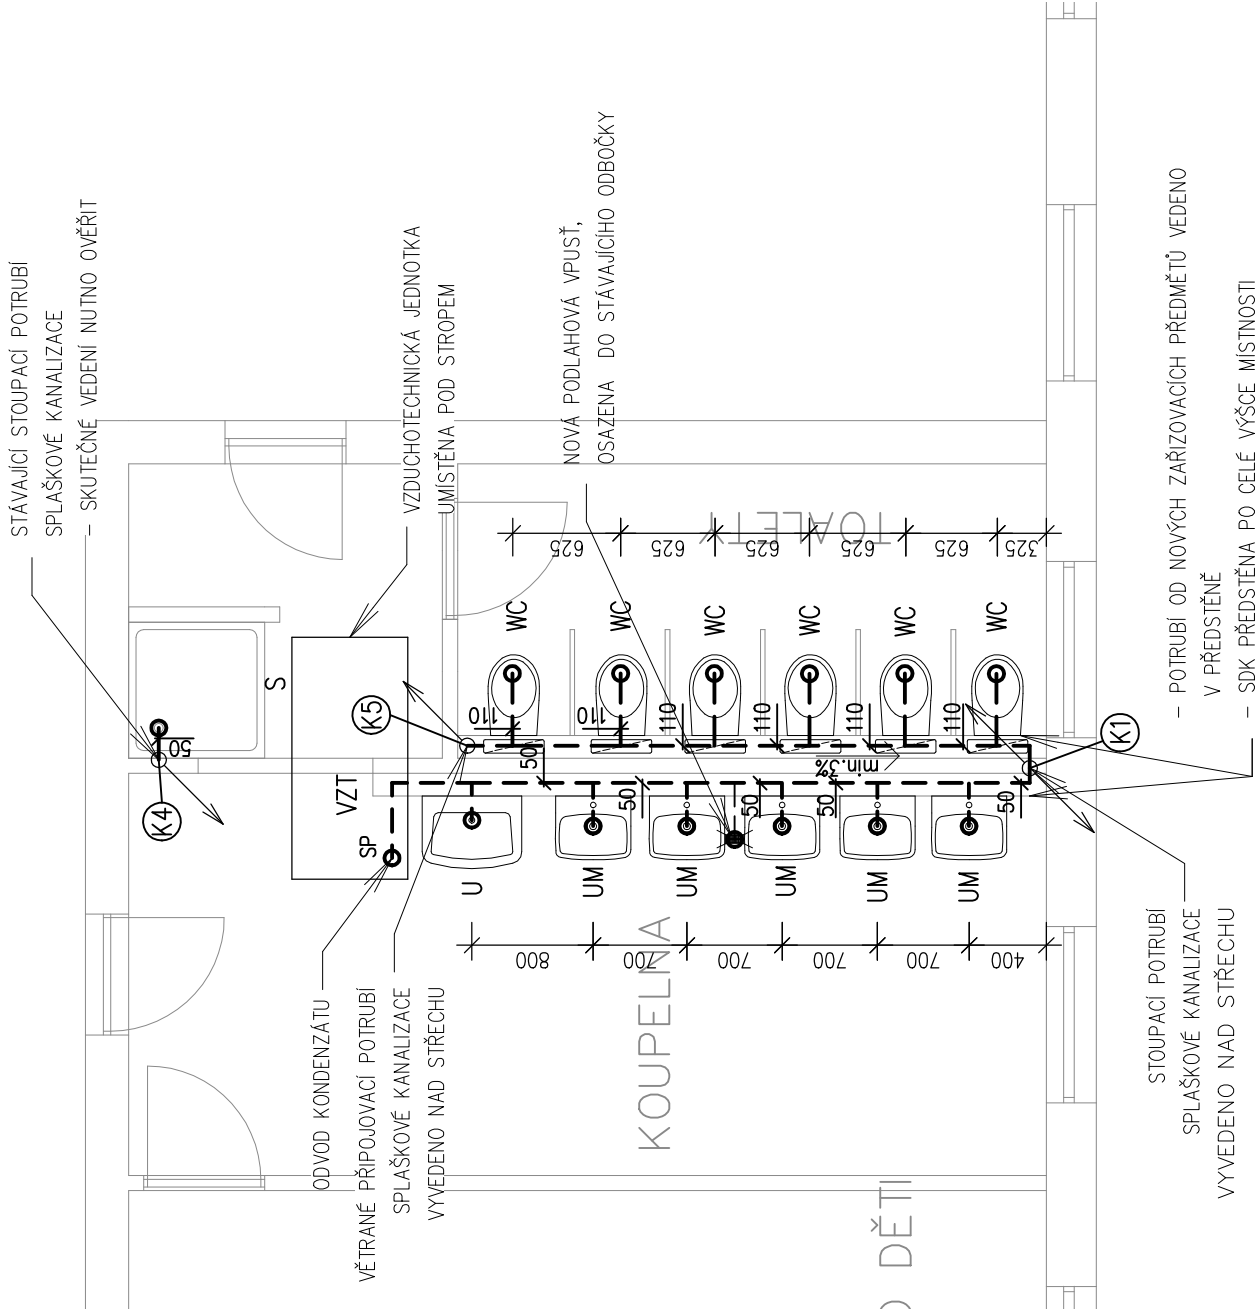 STÁVAJÍCÍ STOUPACÍ POTRUBÍ
SPLAŠKOVÉ KANALIZACE
- SKUTEČNÉ VEDENÍ NUTNO OVĚŘIT
VZDUCHOTECHNICKÁ JEDNOTKA
UMÍSTĚNA POD STROPEM
NOVÁ PODLAHOVÁ VPUSŤ,
OSAZENA DO STÁVAJÍCÍHO ODBOČKY
- POTRUBÍ OD NOVÝCH ZAŘIZOVACÍCH PŘEDMĚTŮ VEDENO
V PŘEDSTĚNĚ
- SDK PŘEDSTĚNA PO CELÉ VÝŠCE MÍSTNOSTI
TOALETY
625
625
625
625
625
325
WC
WC
WC
WC
WC
WC
S
K4
50
VZT
SP
K5
110
110
110
110
110
110
50
50
50
50
50
min.3%
K1
U
UM
UM
UM
UM
UM
800
700
700
700
700
400
KOUPELNA
ODVOD KONDENZÁTU
VĚTRANÉ PŘIPOJOVACÍ POTRUBÍ
SPLAŠKOVÉ KANALIZACE
VYVEDENO NAD STŘECHU
STOUPACÍ POTRUBÍ
SPLAŠKOVÉ KANALIZACE
VYVEDENO NAD STŘECHU
DĚTI